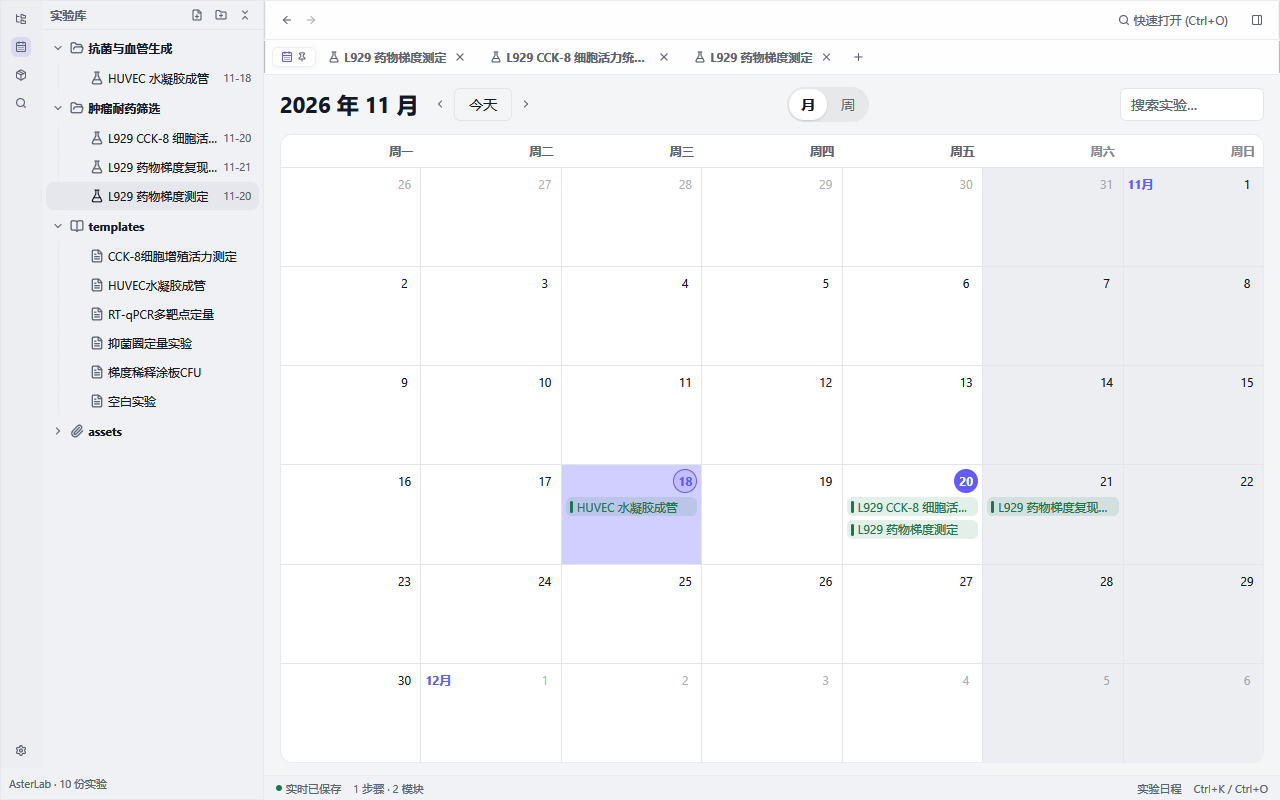 实验库
快速打开 (Ctrl+O)
抗菌与血管生成
HUVEC 水凝胶成管 11-18
肿瘤耐药筛选
L929 CCK-8 细胞活... 11-20
L929 药物梯度复现... 11-21
L929 药物梯度测定 11-20
templates
CCK-8细胞增殖活力测定
HUVEC水凝胶成管
RT-qPCR多靶点定量
抑菌圈定量实验
梯度稀释涂板CFU
空白实验
assets
AsterLab · 10 份实验
L929 药物梯度测定
L929 CCK-8 细胞活力统...
L929 药物梯度测定
2026 年 11 月
今天
月 周
搜索实验...
周一 周二 周三 周四 周五 周六 周日
26 27 28 29 30 31 11月 1
2 3 4 5 6 7 8
9 10 11 12 13 14 15
16 17 18 19 20 21 22
HUVEC 水凝胶成管 L929 CCK-8 细胞活... L929 药物梯度复现...
L929 药物梯度测定
23 24 25 26 27 28 29
30 12月 1 2 3 4 5 6
实时已保存 1 步骤 · 2 模块
实验日程 Ctrl+K / Ctrl+O